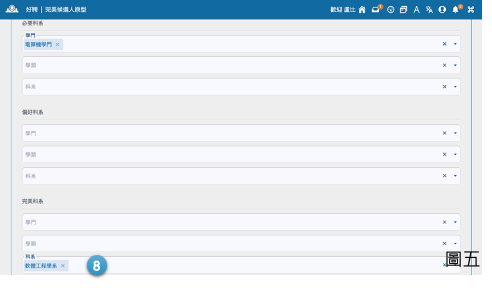 好聘 | 完美候選人原型
歡迎 盧比
必要科系
學門
電算機學門 ×
學類
科系
偏好科系
學門
學類
科系
完美科系
學門
學類
科系
軟體工程學系 ×
8
圖五